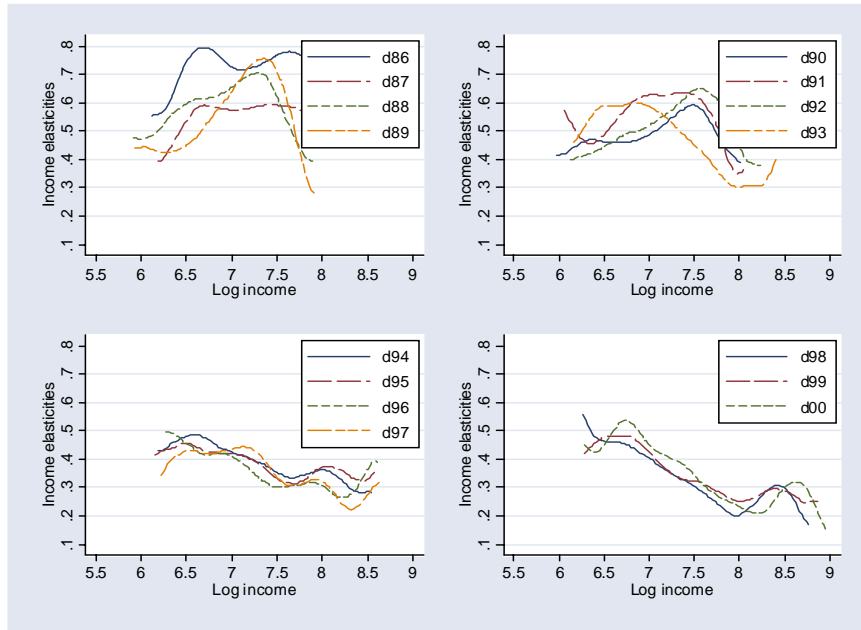 Income elasticities
.8
.7
.6
.5
.4
.3
.2
.1
5.5 6 6.5 7 7.5 8 8.5 9
Log income
d86
d87
d88
d89
Income elasticities
.8
.7
.6
.5
.4
.3
.2
.1
5.5 6 6.5 7 7.5 8 8.5 9
Log income
d90
d91
d92
d93
Income elasticities
.8
.7
.6
.5
.4
.3
.2
.1
5.5 6 6.5 7 7.5 8 8.5 9
Log income
d94
d95
d96
d97
Income elasticities
.8
.7
.6
.5
.4
.3
.2
.1
5.5 6 6.5 7 7.5 8 8.5 9
Log income
d98
d99
d00